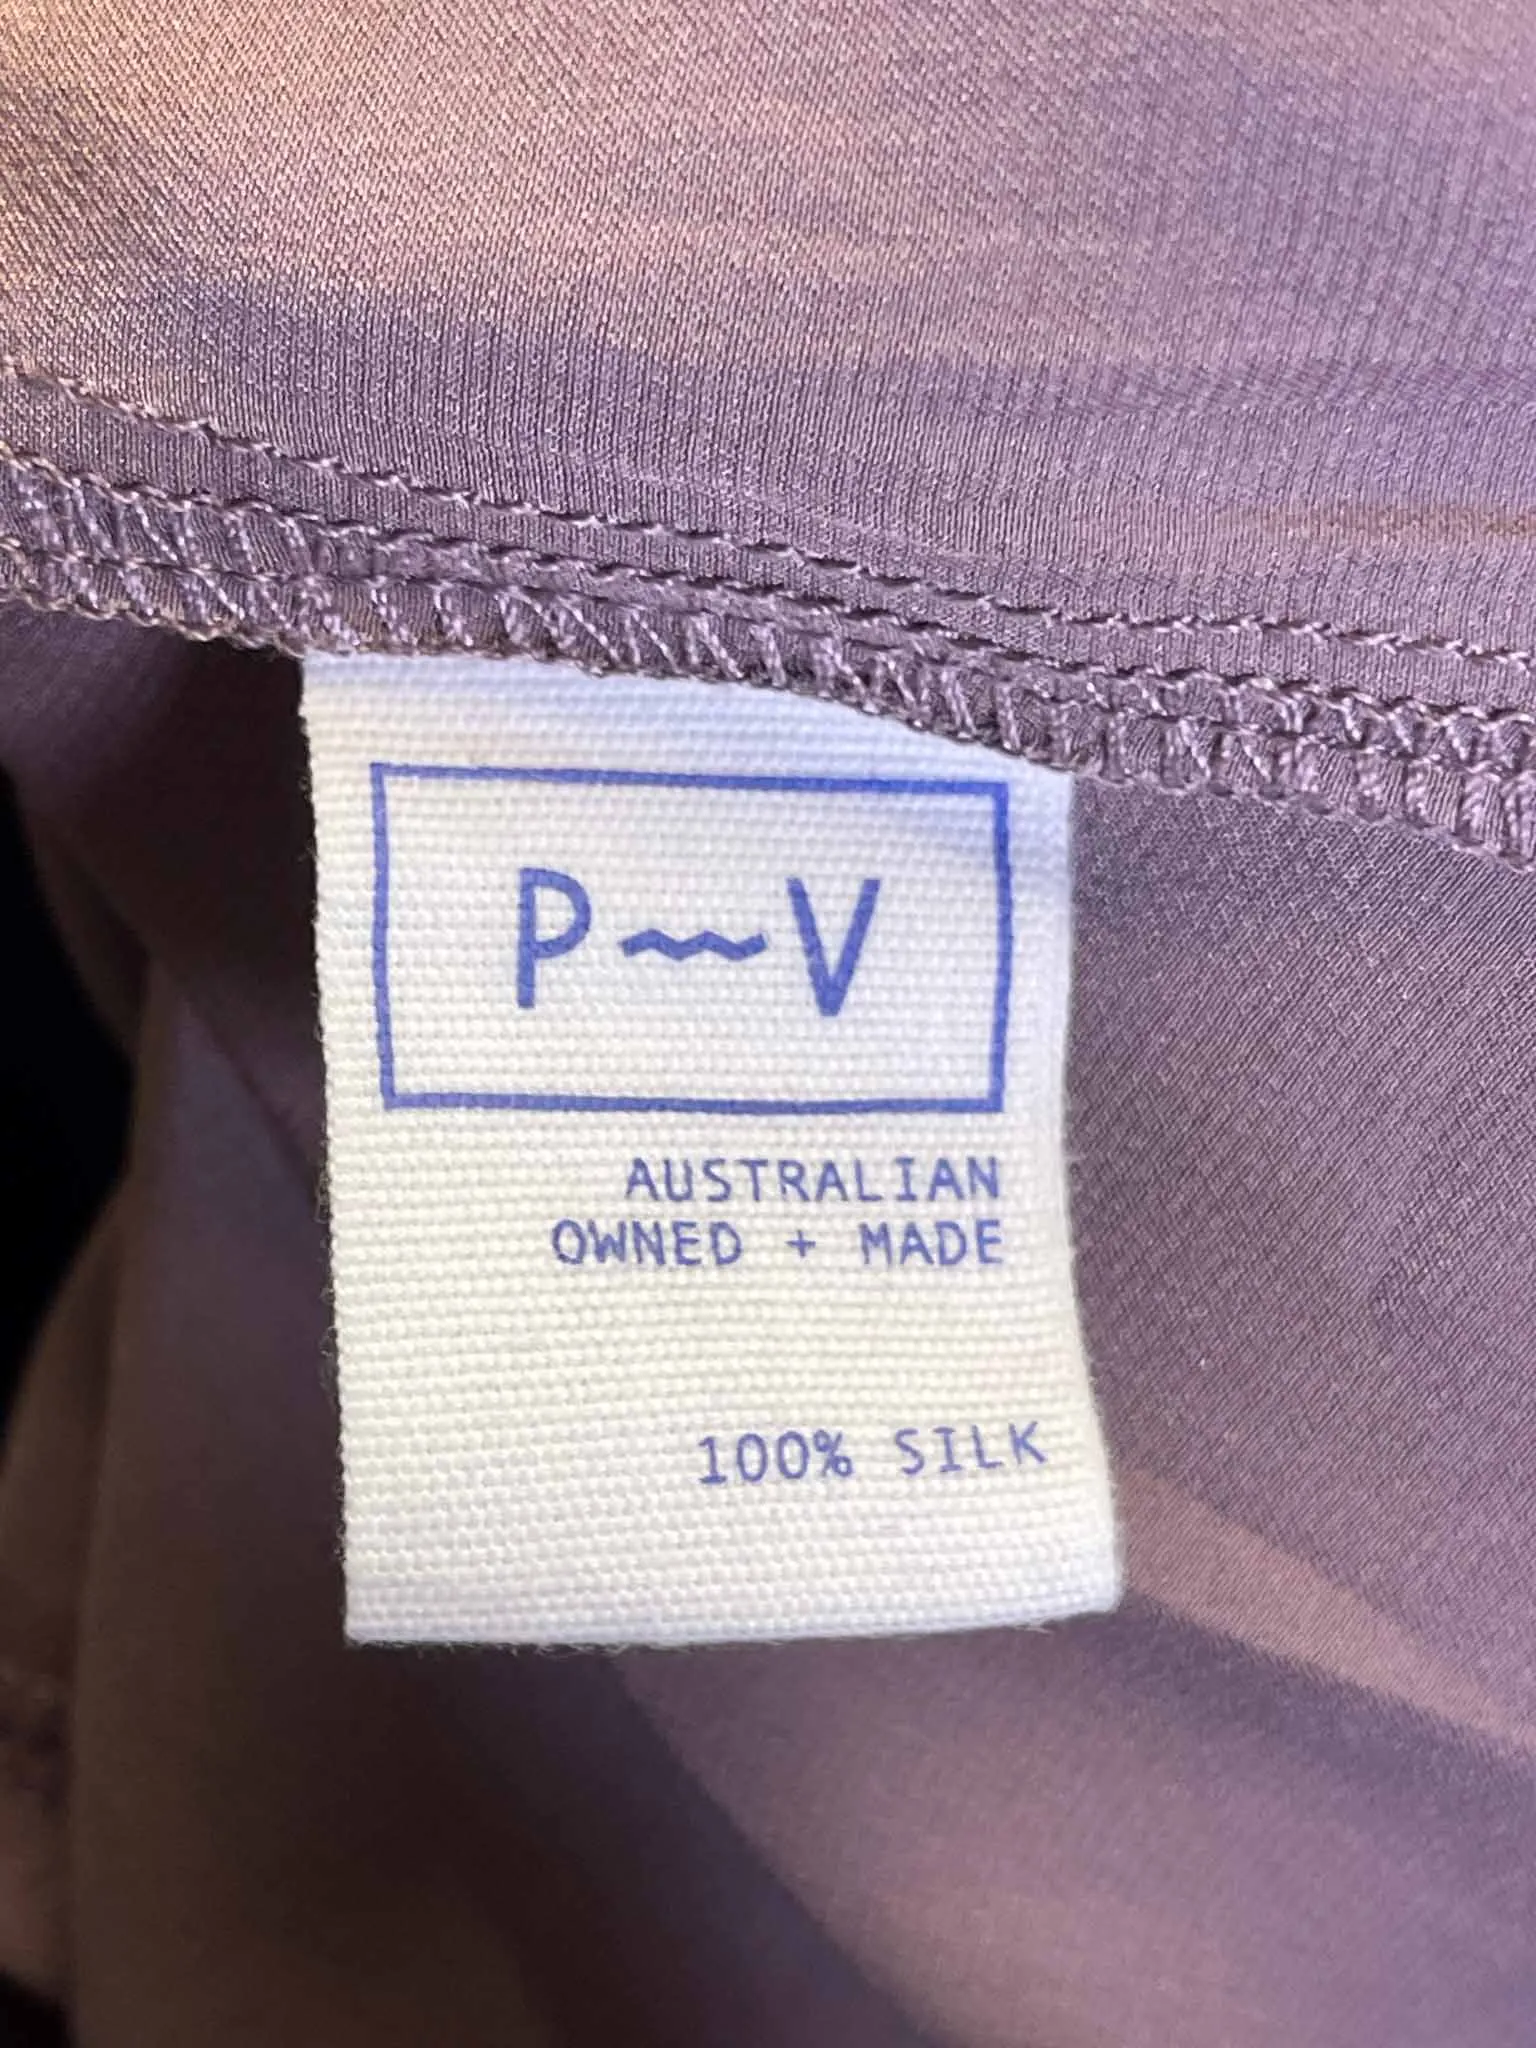 P~V
AUSTRALIAN
OWNED + MADE
100% SILK